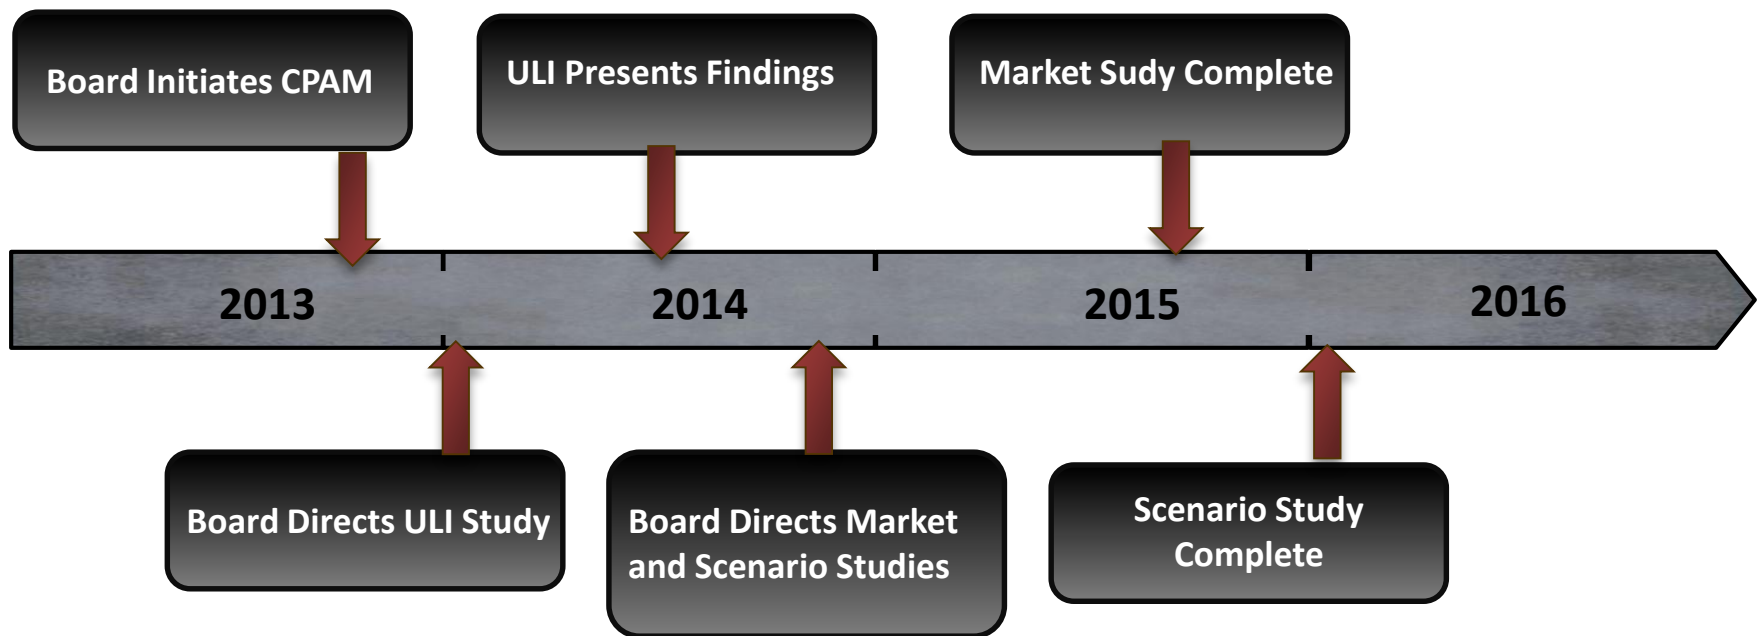 Board Initiates CPAM
ULI Presents Findings
Market Sudy Complete
2013
2014
2015
2016
Board Directs ULI Study
Board Directs Market
and Scenario Studies
Scenario Study
Complete